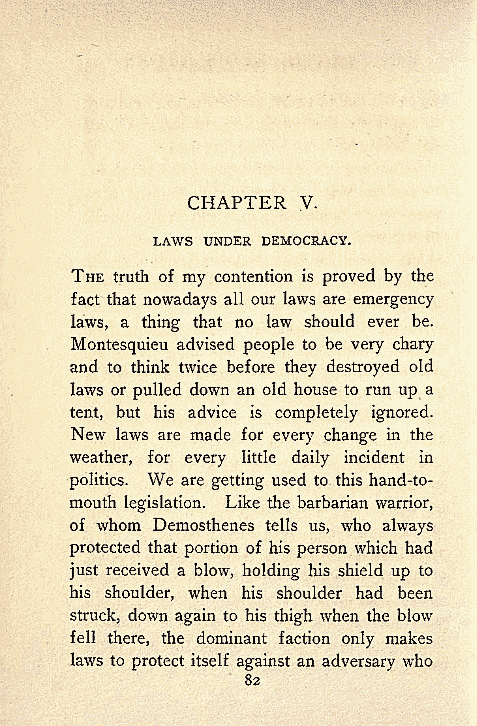 CHAPTER V.
LAWS UNDER DEMOCRACY.
THE truth of my contention is proved by the
fact that nowadays all our laws are emergency
laws, a thing that no law should ever be.
Montesquieu advised people to be very chary
and to think twice before they destroyed old
laws or pulled down an old house to run up a
tent, but his advice is completely ignored.
New laws are made for every change in the
weather, for every little daily incident in
politics. We are getting used to this hand-to-
mouth legislation. Like the barbarian warrior,
of whom Demosthenes tells us, who always
protected that portion of his person which had
just received a blow, holding his shield up to
his shoulder, when his shoulder had been
struck, down again to his thigh when the blow
fell there, the dominant faction only makes
laws to protect itself against an adversary who
82